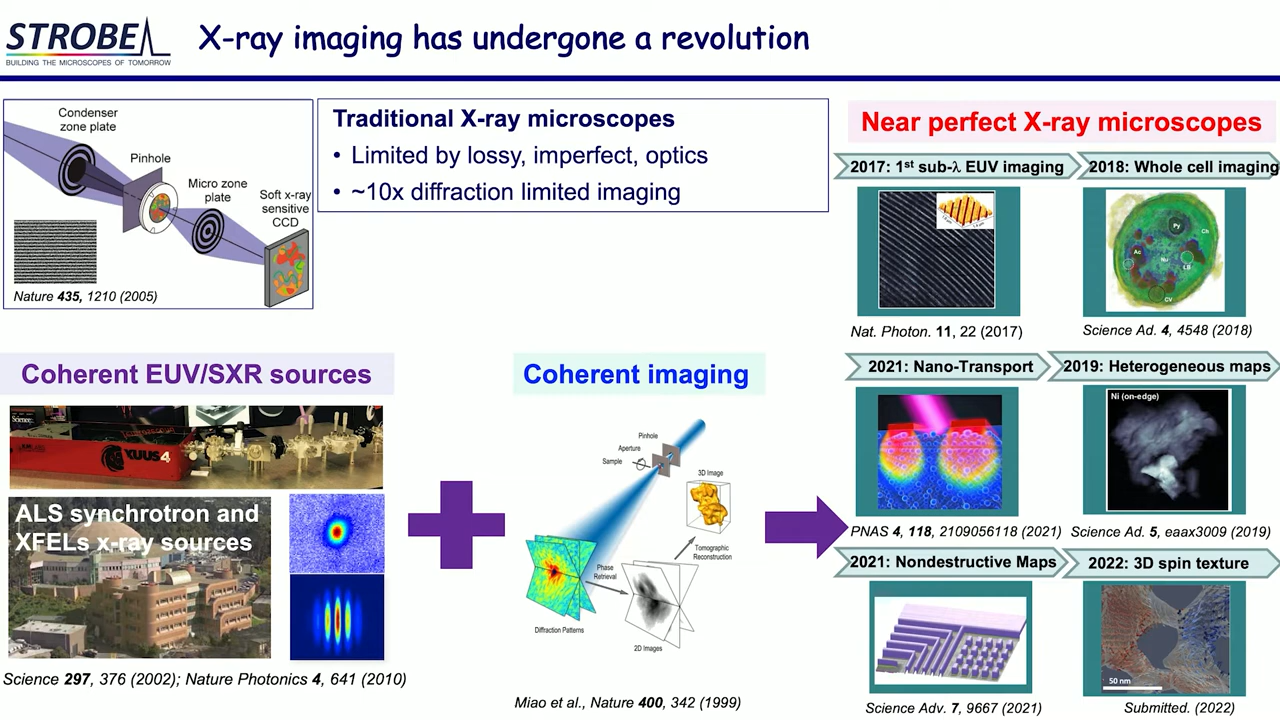 STROBE
BUILDING THE MICROSCOPES OF TOMORROW
X-ray imaging has undergone a revolution
Condenser
zone plate
Pinhole
Micro zone
plate
Soft x-ray
sensitive
CCD
Nature 435, 1210 (2005)
Traditional X-ray microscopes
• Limited by lossy, imperfect, optics
• ~10x diffraction limited imaging
Near perfect X-ray microscopes
2017: 1st sub-λ EUV imaging
2018: Whole cell imaging
Py
Ch
Ac
Nu
LB
CV
Nat. Photon. 11, 22 (2017)
Science Ad. 4, 4548 (2018)
Coherent EUV/SXR sources
XUUS4
ALS synchrotron and
XFELs x-ray sources
Science 297, 376 (2002); Nature Photonics 4, 641 (2010)
Coherent imaging
Pinhole
Aperture
Sample
3D Image
Tomographic
Reconstruction
Phase
Retrieval
Diffraction Patterns
2D Images
Miao et al., Nature 400, 342 (1999)
2021: Nano-Transport
2019: Heterogeneous maps
Ni (on-edge)
PNAS 4, 118, 2109056118 (2021)
Science Ad. 5, eaax3009 (2019)
2021: Nondestructive Maps
2022: 3D spin texture
50 nm
Science Adv. 7, 9667 (2021)
Submitted. (2022)